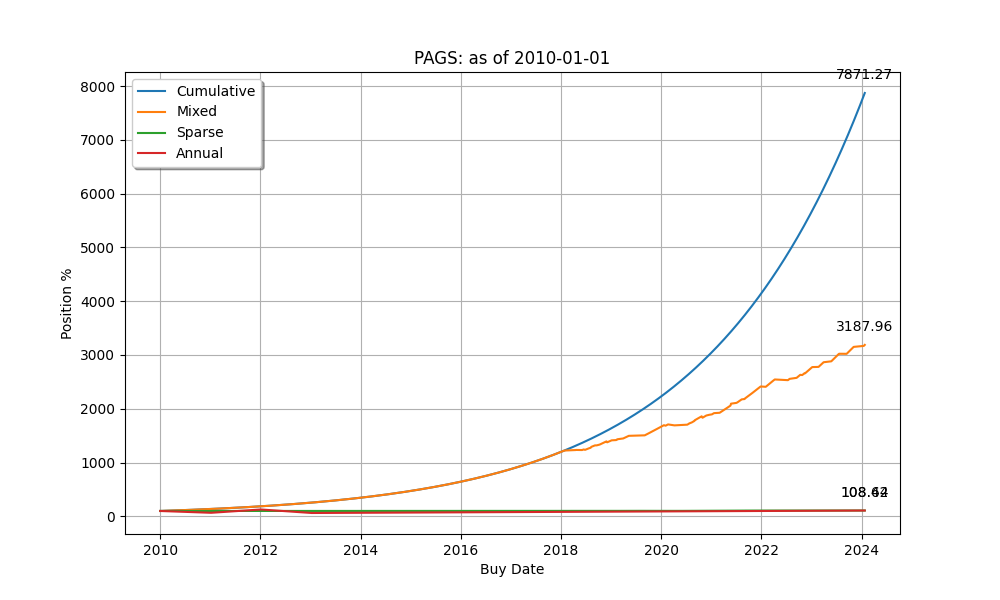 PAGS: as of 2010-01-01
7871.27
8000
Cumulative
Mixed
Sparse
Annual
7000
6000
5000
4000
3187.96
3000
2000
1000
0
2010 2012 2014 2016 2018 2020 2022 2024
Position %
Buy Date